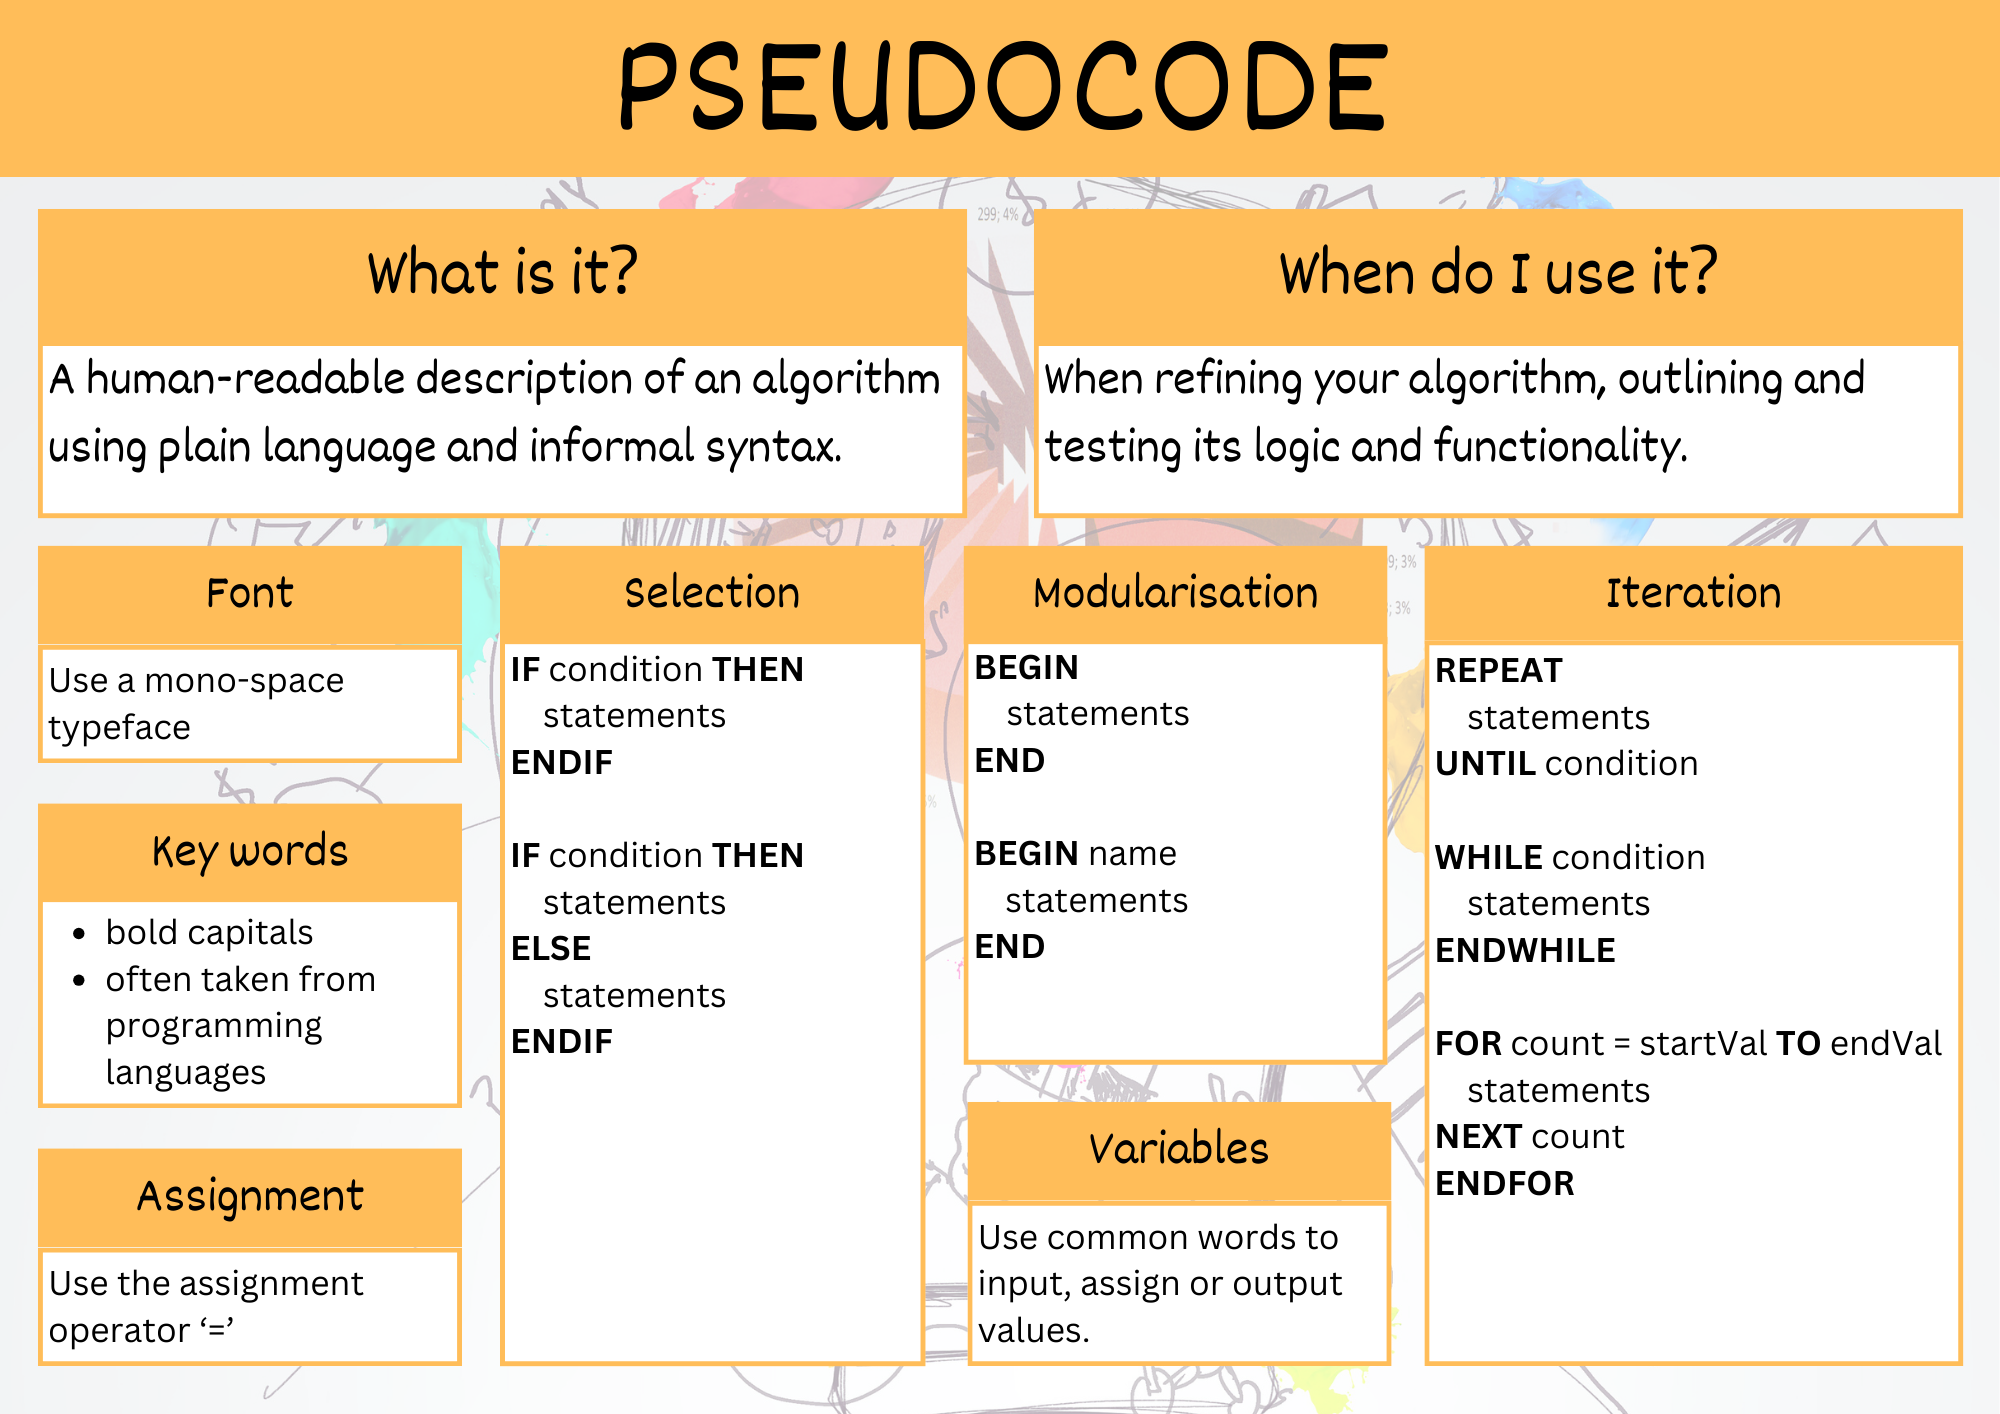 PSEUDOCODE
299; 4%
What is it?
A human-readable description of an algorithm
using plain language and informal syntax.
When do I use it?
When refining your algorithm, outlining and
testing its logic and functionality.
Font
Use a mono-space
typeface
Key words
• bold capitals
• often taken from
programming
languages
Assignment
Use the assignment
operator ‘=’
Selection
IF condition THEN
statements
ENDIF
IF condition THEN
statements
ELSE
statements
ENDIF
Modularisation
BEGIN
statements
END
BEGIN name
statements
END
Variables
Use common words to
input, assign or output
values.
9; 3%
; 3%
Iteration
REPEAT
statements
UNTIL condition
WHILE condition
statements
ENDWHILE
FOR count = startVal TO endVal
statements
NEXT count
ENDFOR